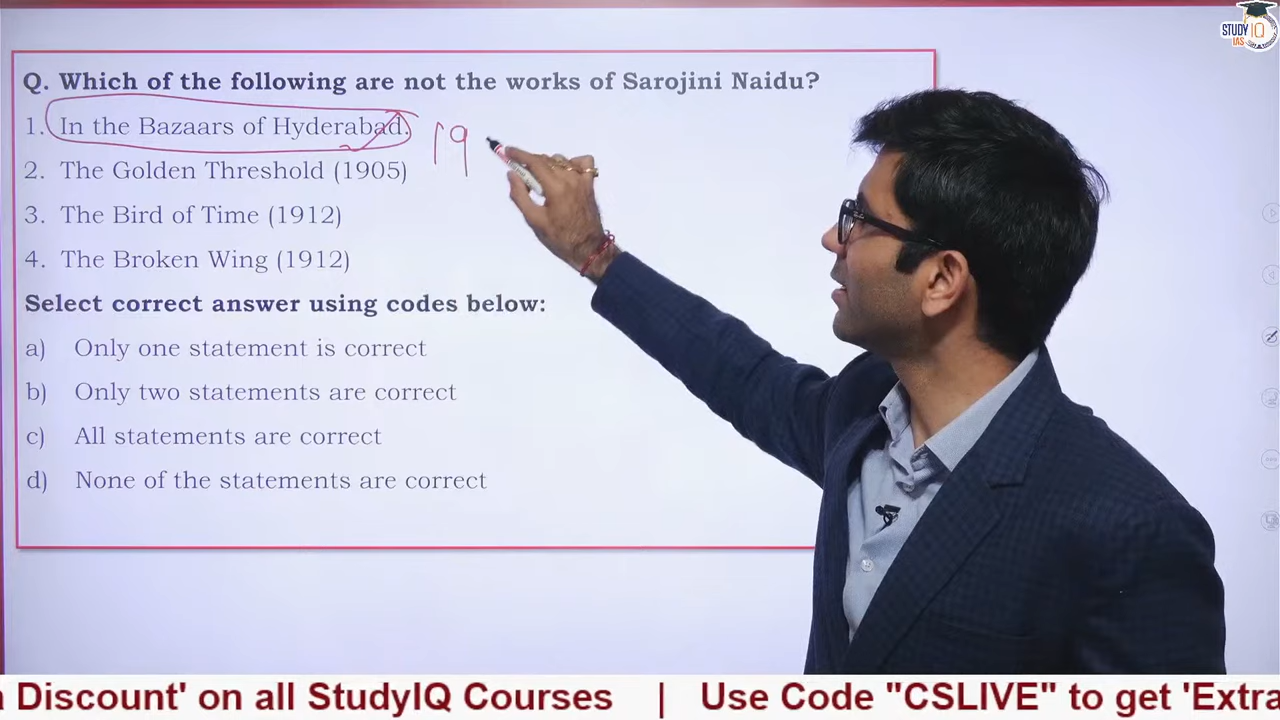 STUDY IQ
IAS
Q. Which of the following are not the works of Sarojini Naidu?
1. In the Bazaars of Hyderabad. 19
2. The Golden Threshold (1905)
3. The Bird of Time (1912)
4. The Broken Wing (1912)
Select correct answer using codes below:
a) Only one statement is correct
b) Only two statements are correct
c) All statements are correct
d) None of the statements are correct
Discount' on all StudyIQ Courses | Use Code "CSLIVE" to get 'Extra